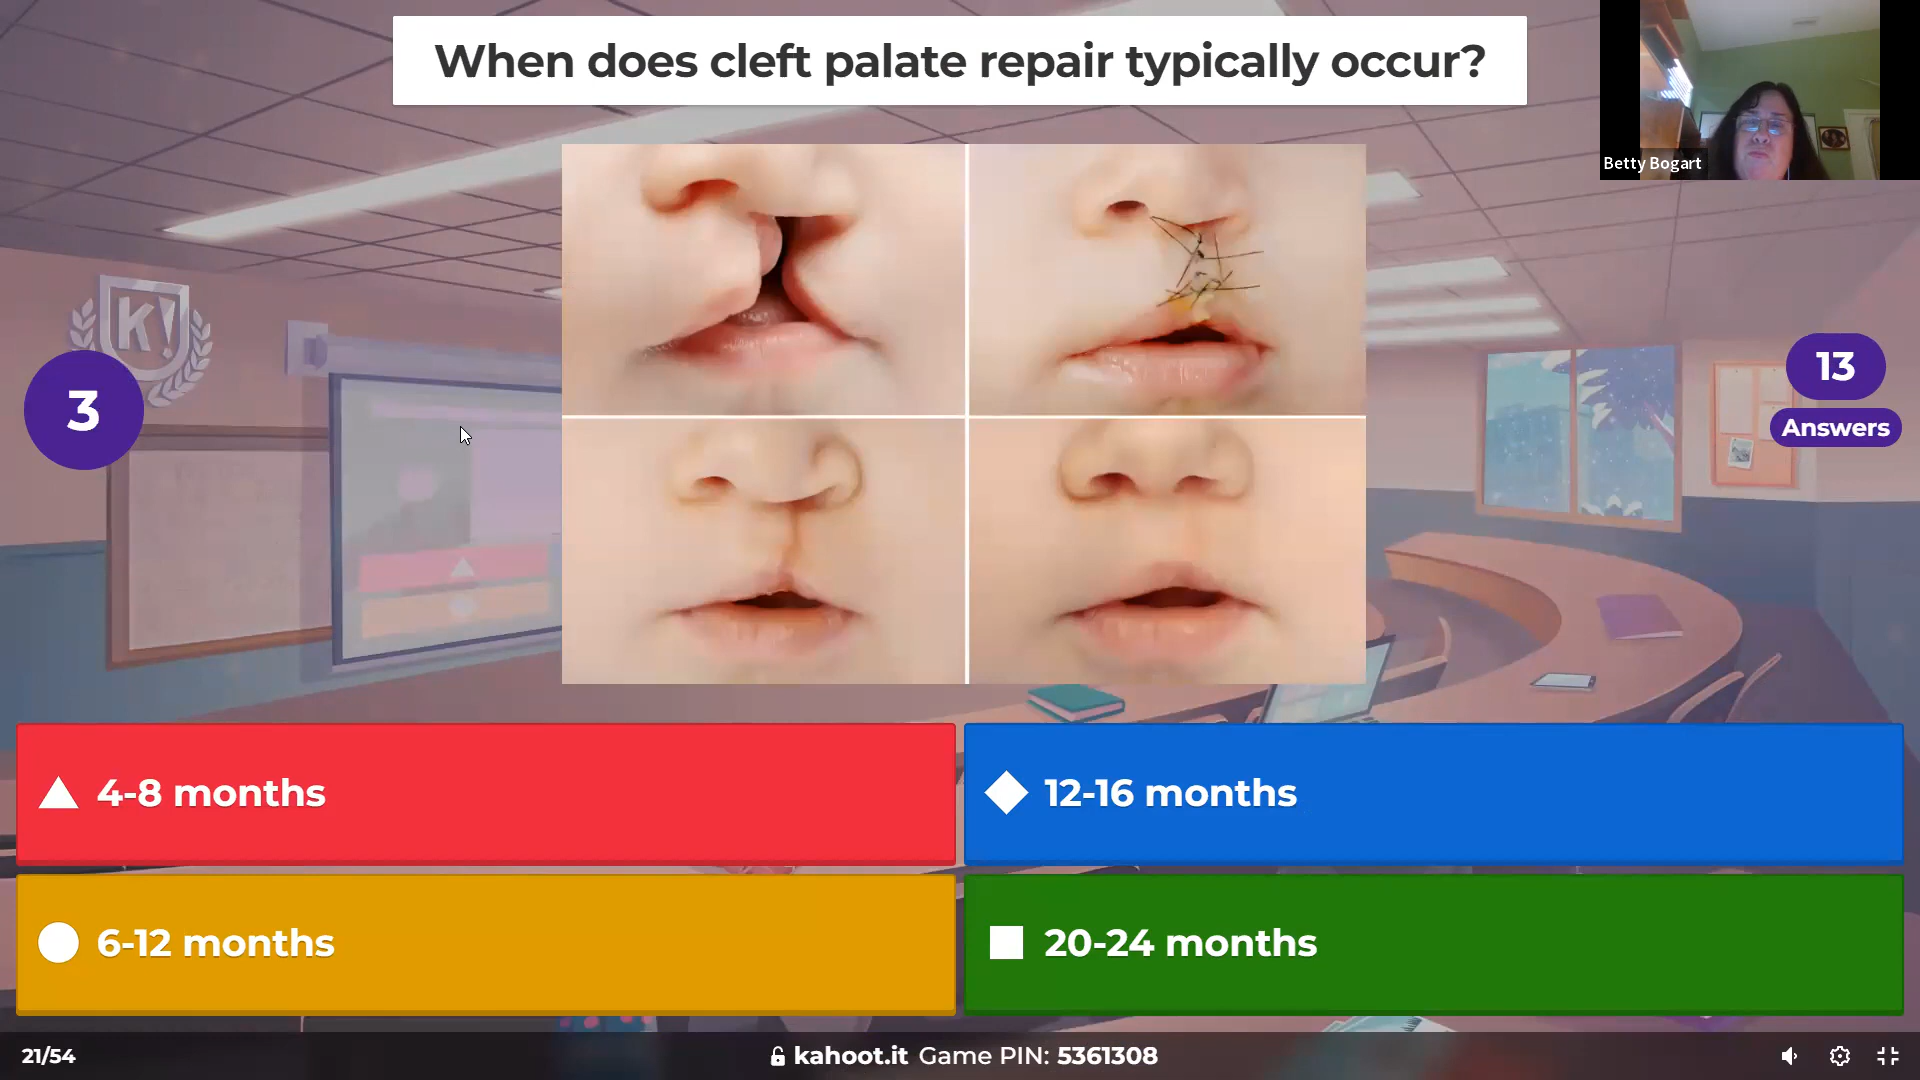 When does cleft palate repair typically occur?
Betty Bogart
K!
3
13
Answers
4-8 months
12-16 months
6-12 months
20-24 months
21/54
kahoot.it Game PIN: 5361308